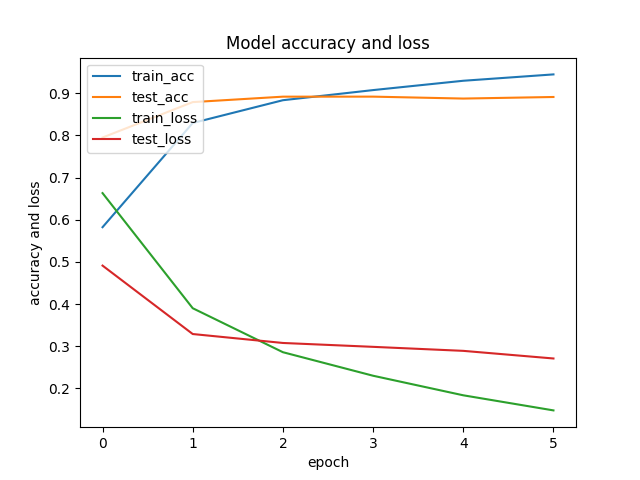 Model accuracy and loss
train_acc
test_acc
train_loss
test_loss
accuracy and loss
0.9
0.8
0.7
0.6
0.5
0.4
0.3
0.2
0 1 2 3 4 5
epoch